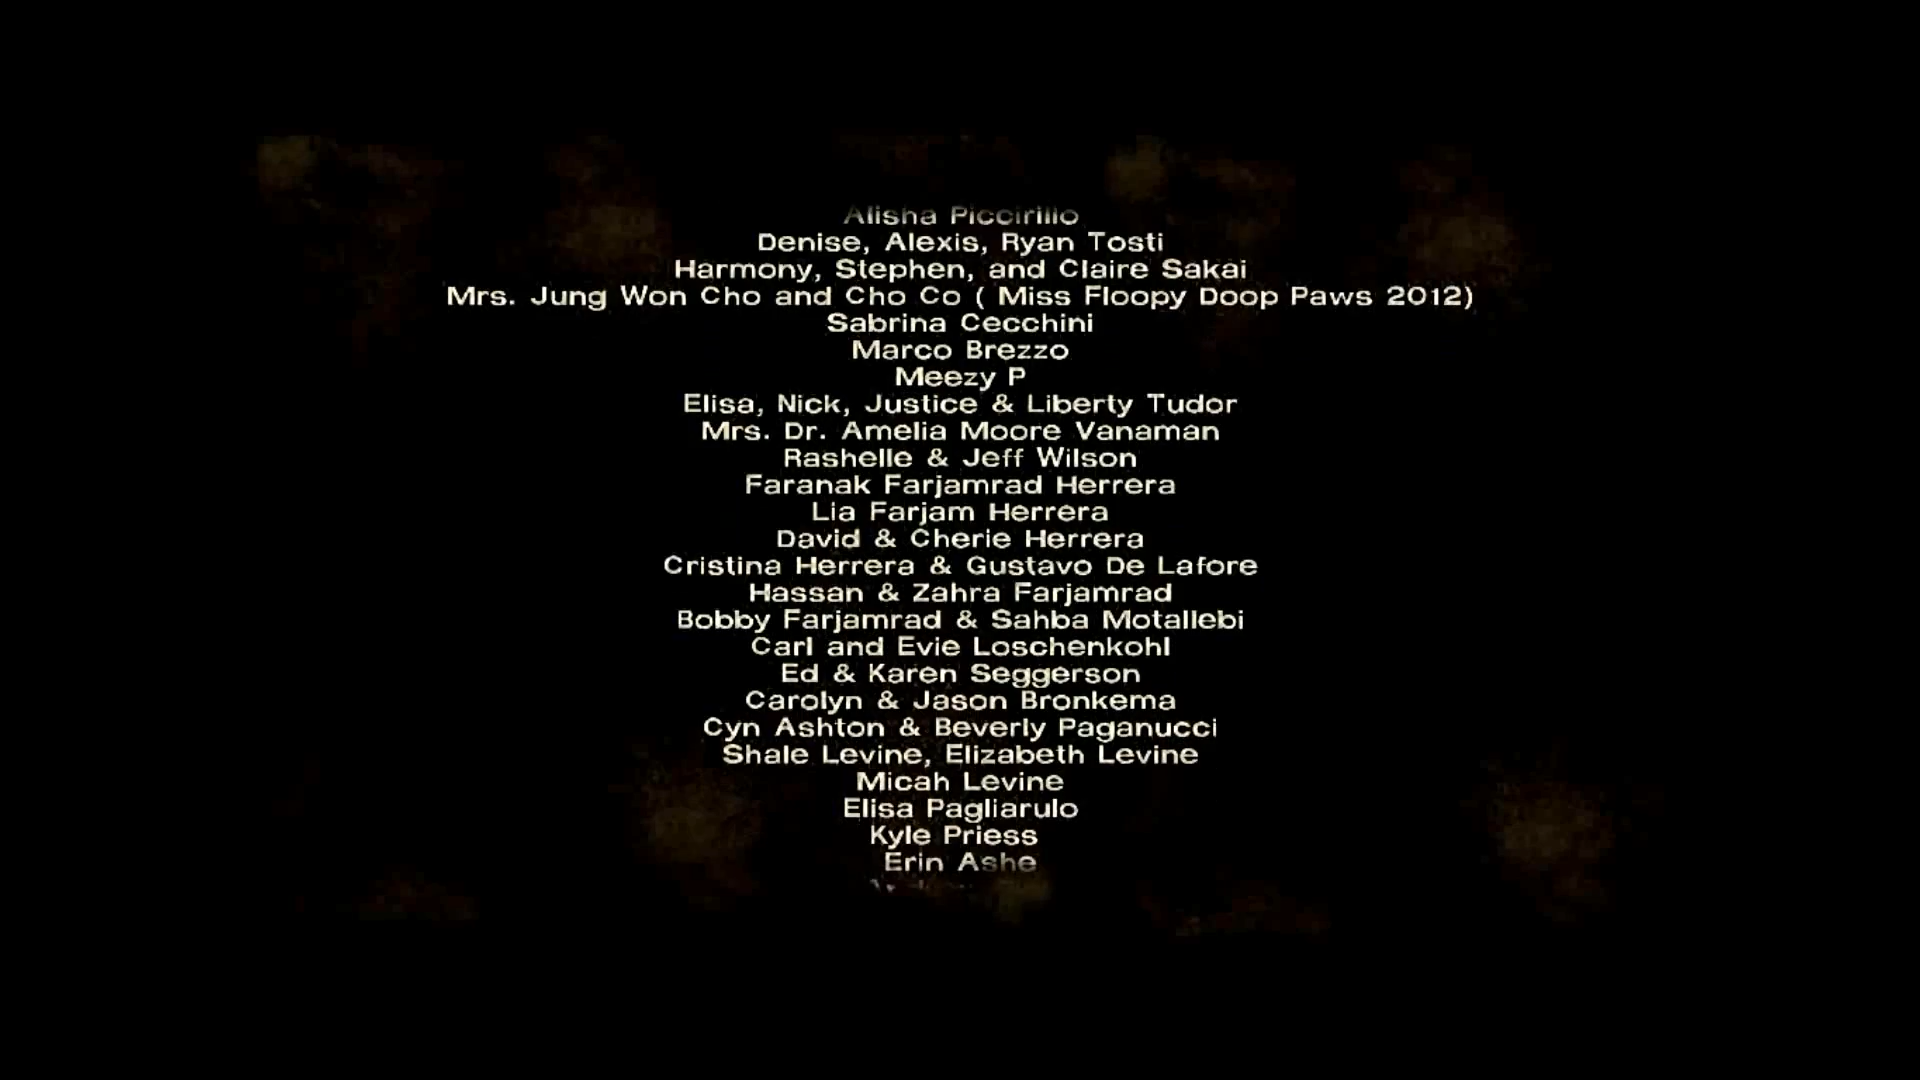 Alisha Piccirillo
Denise, Alexis, Ryan Tosti
Harmony, Stephen, and Claire Sakai
Mrs. Jung Won Cho and Cho Co ( Miss Floopy Doop Paws 2012)
Sabrina Cecchini
Marco Brezzo
Meezy P
Elisa, Nick, Justice & Liberty Tudor
Mrs. Dr. Amelia Moore Vanaman
Rashelle & Jeff Wilson
Faranak Farjamrad Herrera
Lia Farjam Herrera
David & Cherie Herrera
Cristina Herrera & Gustavo De Lafore
Hassan & Zahra Farjamrad
Bobby Farjamrad & Sahba Motallebi
Carl and Evie Loschenkohl
Ed & Karen Seggerson
Carolyn & Jason Bronkema
Cyn Ashton & Beverly Paganucci
Shale Levine, Elizabeth Levine
Micah Levine
Elisa Pagliarulo
Kyle Priess
Erin Ashe